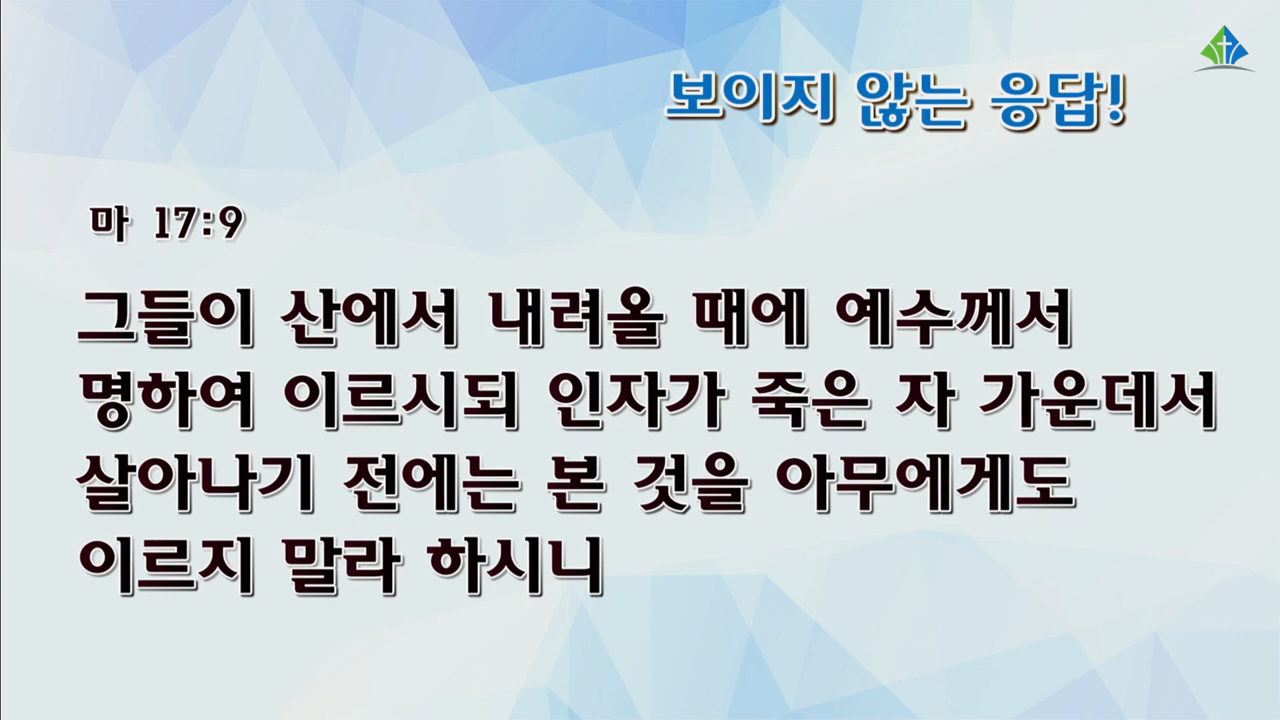 보이지 않는 응답!
마 17:9
그들이 산에서 내려올 때에 예수께서
명하여 이르시되 인자가 죽은 자 가운데서
살아나기 전에는 본 것을 아무에게도
이르지 말라 하시니